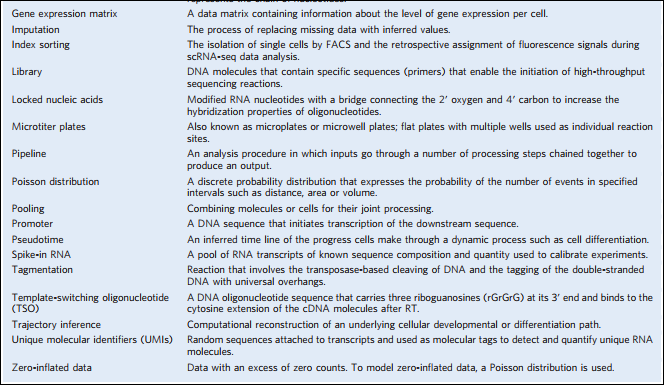 Gene expression matrix A data matrix containing information about the level of gene expression per cell.
Imputation The process of replacing missing data with inferred values.
Index sorting The isolation of single cells by FACS and the retrospective assignment of fluorescence signals during
scRNA-seq data analysis.
Library DNA molecules that contain specific sequences (primers) that enable the initiation of high-throughput
sequencing reactions.
Locked nucleic acids Modified RNA nucleotides with a bridge connecting the 2′ oxygen and 4′ carbon to increase the
hybridization properties of oligonucleotides.
Microtiter plates Also known as microplates or microwell plates; flat plates with multiple wells used as individual reaction
sites.
Pipeline An analysis procedure in which inputs go through a number of processing steps chained together to
produce an output.
Poisson distribution A discrete probability distribution that expresses the probability of the number of events in specified
intervals such as distance, area or volume.
Pooling Combining molecules or cells for their joint processing.
Promoter A DNA sequence that initiates transcription of the downstream sequence.
Pseudotime An inferred time line of the progress cells make through a dynamic process such as cell differentiation.
Spike-in RNA A pool of RNA transcripts of known sequence composition and quantity used to calibrate experiments.
Tagmentation Reaction that involves the transposase-based cleaving of DNA and the tagging of the double-stranded
DNA with universal overhangs.
Template-switching oligonucleotide A DNA oligonucleotide sequence that carries three riboguanosines (rGrGrG) at its 3′ end and binds to the
(TSO) cytosine extension of the cDNA molecules after RT.
Trajectory inference Computational reconstruction of an underlying cellular developmental or differentiation path.
Unique molecular identifiers (UMIs) Random sequences attached to transcripts and used as molecular tags to detect and quantify unique RNA
molecules.
Zero-inflated data Data with an excess of zero counts. To model zero-inflated data, a Poisson distribution is used.